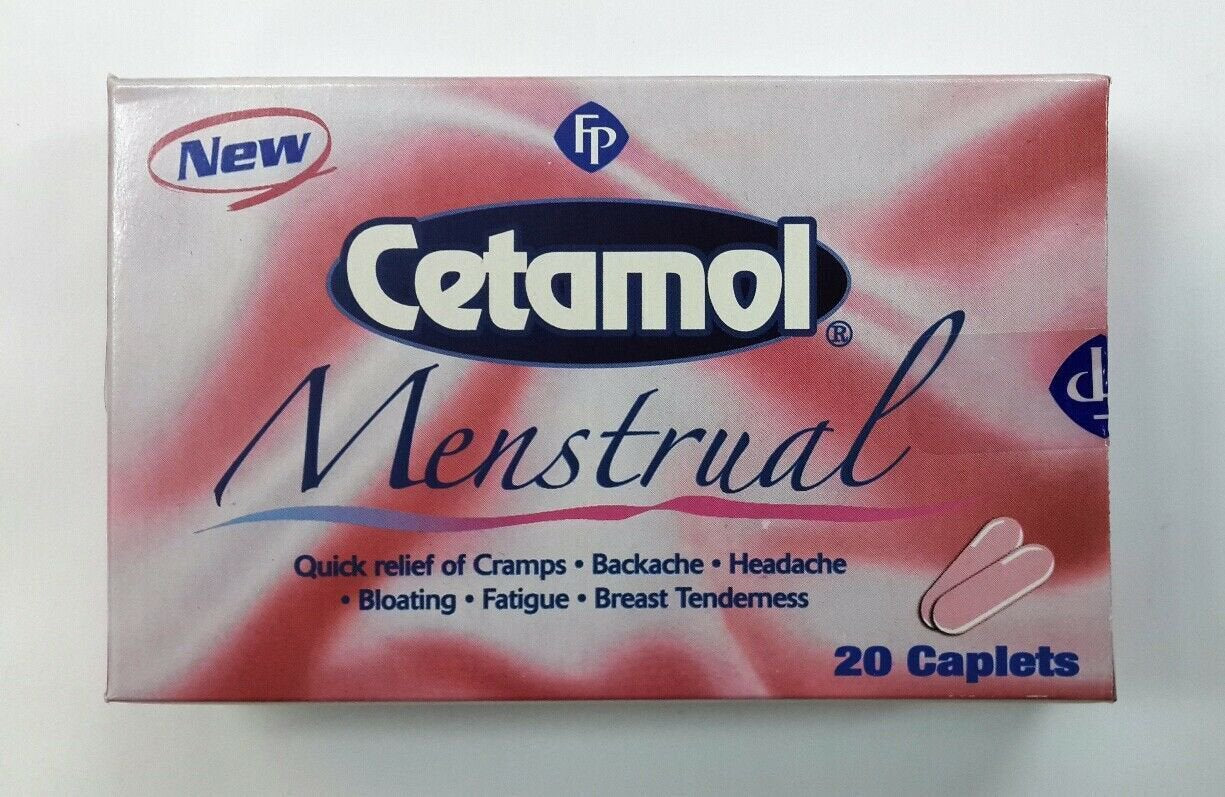 New
FP
Cetamol®
Menstrual
Quick relief of Cramps • Backache • Headache
• Bloating • Fatigue • Breast Tenderness
20 Caplets